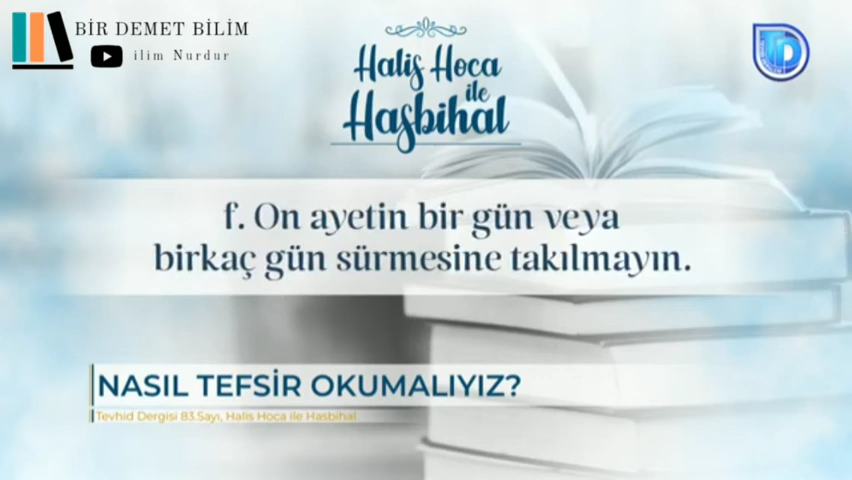 BİR DEMET BİLİM
ilim Nurdur
Halis Hoca
ile
Hasbihal
f. On ayetin bir gün veya
birkaç gün sürmesine takılmayın.
NASIL TEFSİR OKUMALIYIZ?
Tevhid Dergisi 83.Sayı, Halis Hoca ile Hasbihal